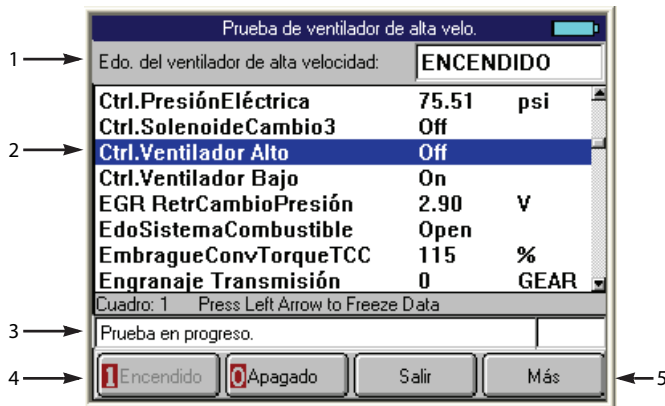 Prueba de ventilador de alta velo.
1 Edo. del ventilador de alta velocidad: ENCENDIDO
Ctrl.PresiónEléctrica 75.51 psi
Ctrl.SolenoideCambio3 Off
2 Ctrl.Ventilador Alto Off
Ctrl.Ventilador Bajo On
EGR RetrCambioPresión 2.90 V
EdoSistemaCombustible Open
EmbragueConvTorqueTCC 115 %
Engranaje Transmisión 0 GEAR
Cuadro: 1 Press Left Arrow to Freeze Data
3 Prueba en progreso.
4 1 Encendido 0 Apagado Salir Más 5